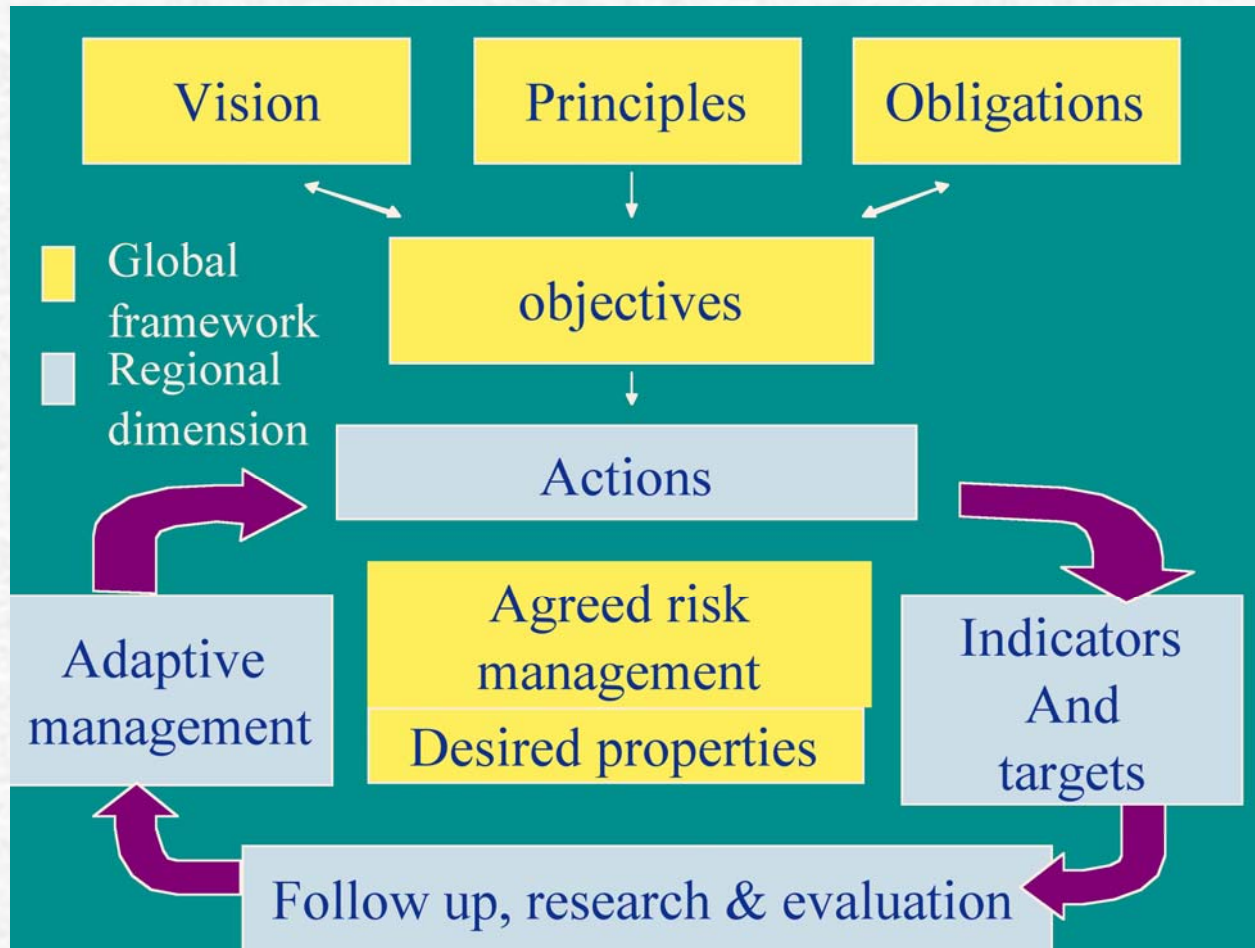 Vision
Principles
Obligations
Global
framework
Regional
dimension
objectives
Actions
Agreed risk
management
Desired properties
Adaptive
management
Indicators
And
targets
Follow up, research & evaluation